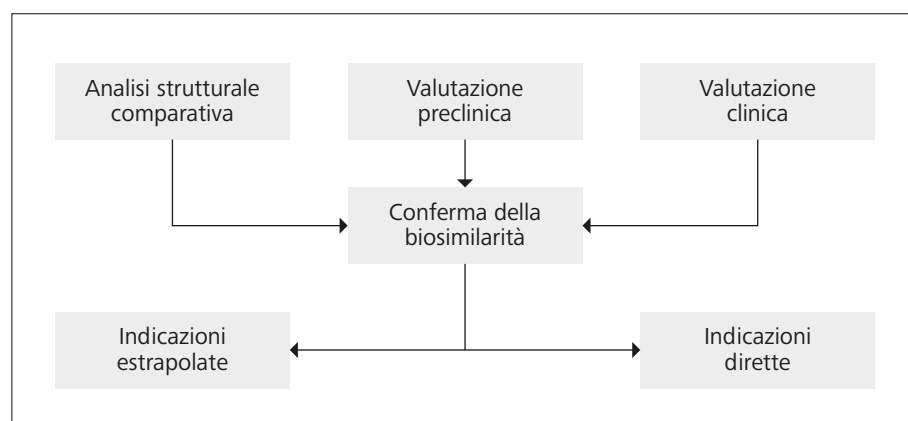 Analisi strutturale
comparativa
Valutazione
preclinica
Valutazione
clinica
Conferma della
biosimilarità
Indicazioni
estrapolate
Indicazioni
dirette